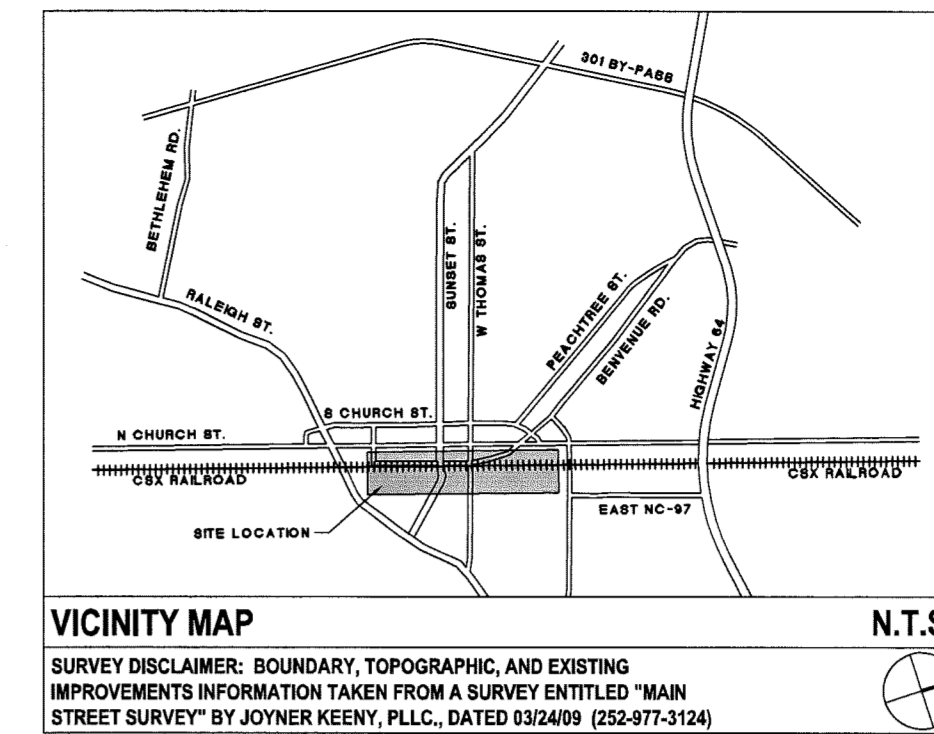 301 BY-PASS
BETHLEHEM RD.
RALEIGH ST.
SUNSET ST.
W THOMAS ST.
PEACHTREE ST.
BENVENUE RD.
HIGHWAY 64
S CHURCH ST.
N CHURCH ST.
CSX RAILROAD
CSX RAILROAD
EAST NC-97
SITE LOCATION
VICINITY MAP
N.T.S
SURVEY DISCLAIMER: BOUNDARY, TOPOGRAPHIC, AND EXISTING
IMPROVEMENTS INFORMATION TAKEN FROM A SURVEY ENTITLED "MAIN
STREET SURVEY" BY JOYNER KEENY, PLLC., DATED 03/24/09 (252-977-3124)